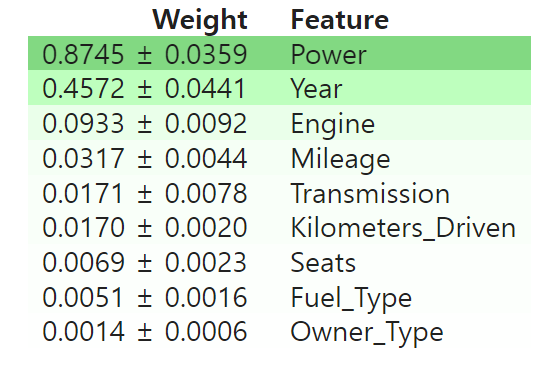 Weight Feature
0.8745 ± 0.0359 Power
0.4572 ± 0.0441 Year
0.0933 ± 0.0092 Engine
0.0317 ± 0.0044 Mileage
0.0171 ± 0.0078 Transmission
0.0170 ± 0.0020 Kilometers_Driven
0.0069 ± 0.0023 Seats
0.0051 ± 0.0016 Fuel_Type
0.0014 ± 0.0006 Owner_Type